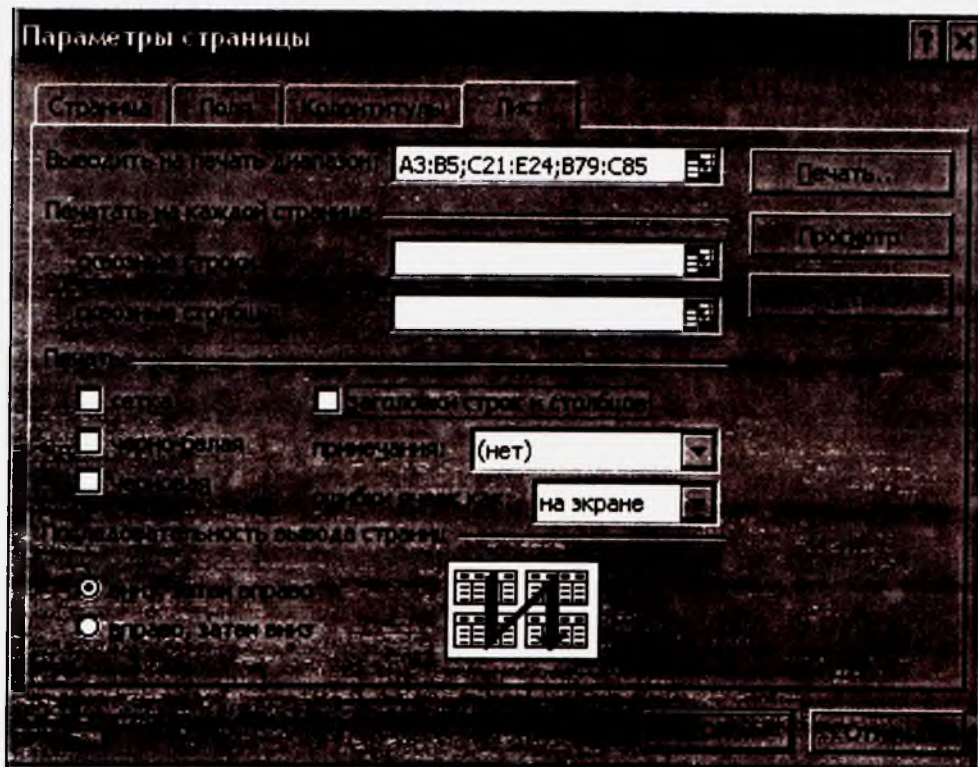 Параметры страницы
Страница Поля Колонтитулы Лист
Выводить на печать диапазон: A3:B5;C21:E24;B79:C85
Печать...
Печатать на каждой странице
Просмотр
сквозные строки
сквозные столбцы
Печать
сетка
заголовки строк и столбцов
черно-белая
примечания: (нет)
черновая
ошибки ячеек как: на экране
Последовательность вывода страниц
вниз, затем вправо
вправо, затем вниз